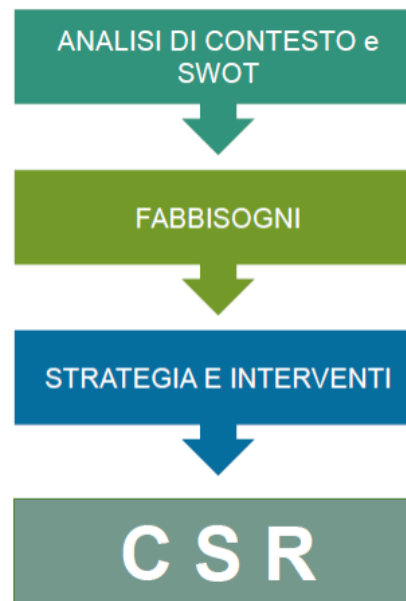 ANALISI DI CONTESTO e
SWOT
FABBISOGNI
STRATEGIA E INTERVENTI
C S R